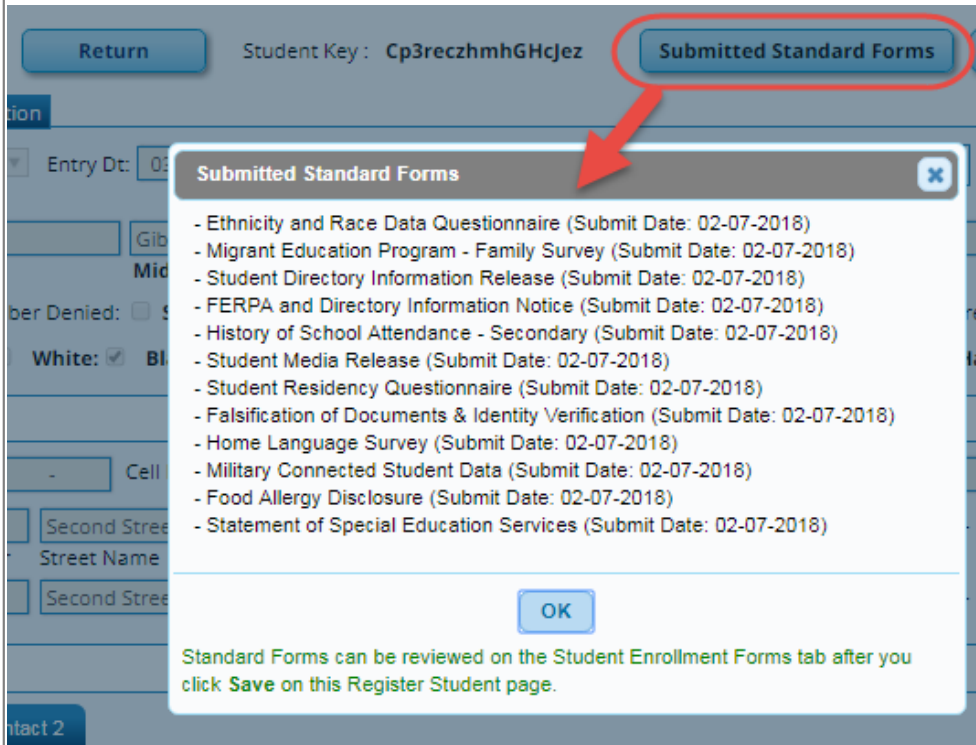 Return Student Key : Cp3reczhmhGHcJez Submitted Standard Forms
tion
Entry Dt: 03
Submitted Standard Forms
Gib
Mid
ber Denied:
White: Bl
- Ethnicity and Race Data Questionnaire (Submit Date: 02-07-2018)
- Migrant Education Program - Family Survey (Submit Date: 02-07-2018)
- Student Directory Information Release (Submit Date: 02-07-2018)
- FERPA and Directory Information Notice (Submit Date: 02-07-2018)
- History of School Attendance - Secondary (Submit Date: 02-07-2018)
- Student Media Release (Submit Date: 02-07-2018)
- Student Residency Questionnaire (Submit Date: 02-07-2018)
- Falsification of Documents & Identity Verification (Submit Date: 02-07-2018)
- Home Language Survey (Submit Date: 02-07-2018)
- Military Connected Student Data (Submit Date: 02-07-2018)
- Food Allergy Disclosure (Submit Date: 02-07-2018)
- Statement of Special Education Services (Submit Date: 02-07-2018)
- Cell
Second Stree
Street Name
Second Stree
OK
Standard Forms can be reviewed on the Student Enrollment Forms tab after you
click Save on this Register Student page.
ntact 2